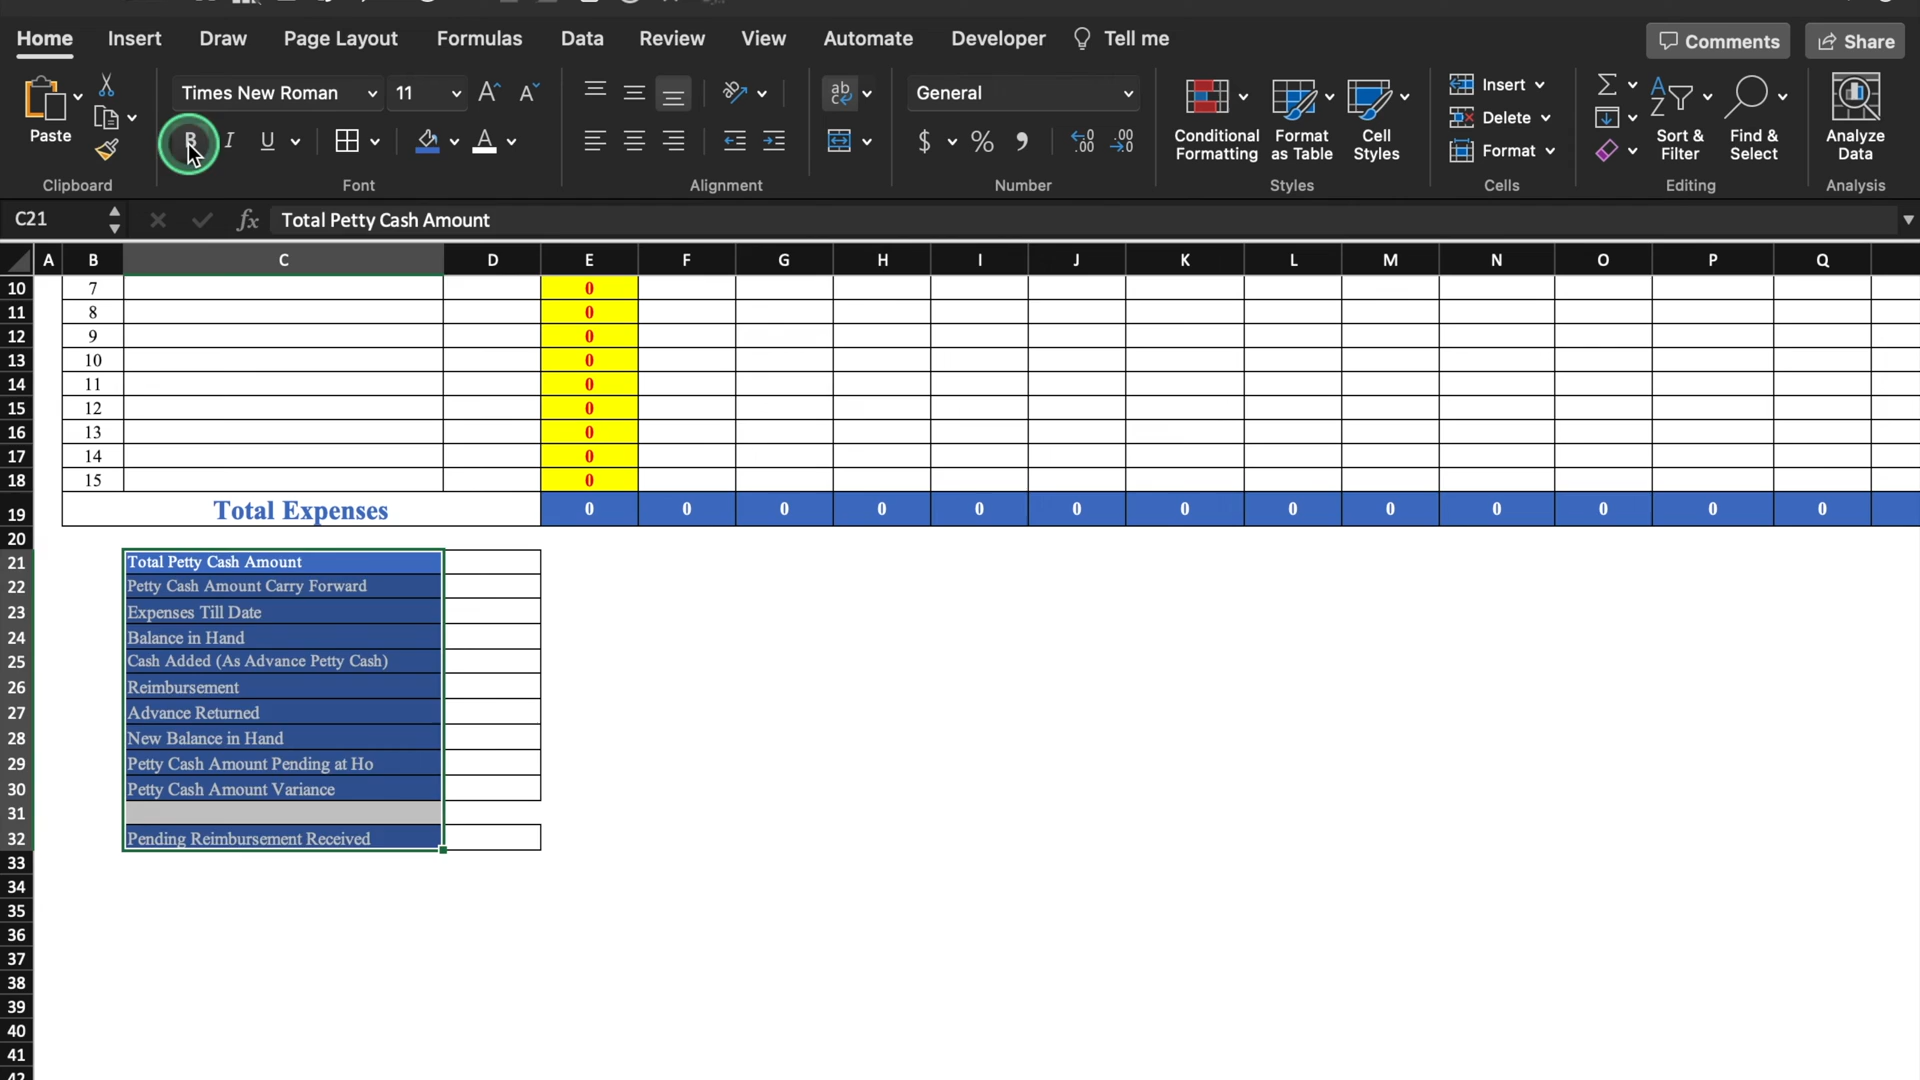 Home Insert Draw Page Layout Formulas Data Review View Automate Developer Tell me Comments Share
Paste
Times New Roman 11
B I U A
ab
General
$ % 9 .0 .00
Conditional Formatting
Format as Table
Cell Styles
Insert
Delete
Format
Sort & Filter
Find & Select
Analyze Data
Clipboard Font Alignment Number Styles Cells Editing Analysis
C21 fx Total Petty Cash Amount
A B C D E F G H I J K L M N O P Q
10 7 0
11 8 0
12 9 0
13 10 0
14 11 0
15 12 0
16 13 0
17 14 0
18 15 0
19 Total Expenses 0 0 0 0 0 0 0 0 0 0 0 0 0
20
21 Total Petty Cash Amount
22 Petty Cash Amount Carry Forward
23 Expenses Till Date
24 Balance in Hand
25 Cash Added (As Advance Petty Cash)
26 Reimbursement
27 Advance Returned
28 New Balance in Hand
29 Petty Cash Amount Pending at Ho
30 Petty Cash Amount Variance
31
32 Pending Reimbursement Received
33
34
35
36
37
38
39
40
41
42